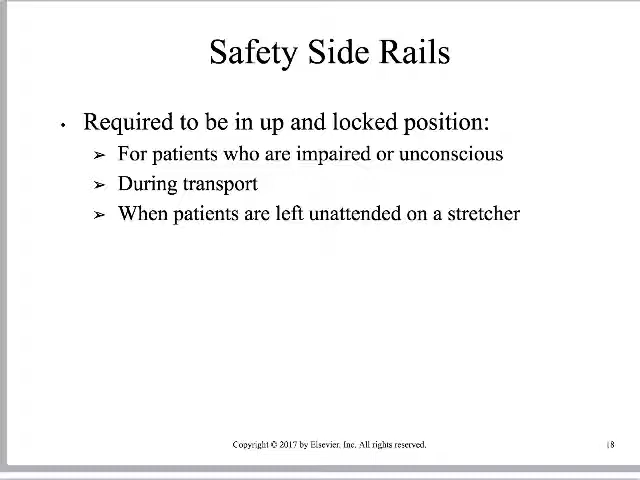 Safety Side Rails
• Required to be in up and locked position:
➢ For patients who are impaired or unconscious
➢ During transport
➢ When patients are left unattended on a stretcher
Copyright © 2017 by Elsevier, Inc. All rights reserved.
18